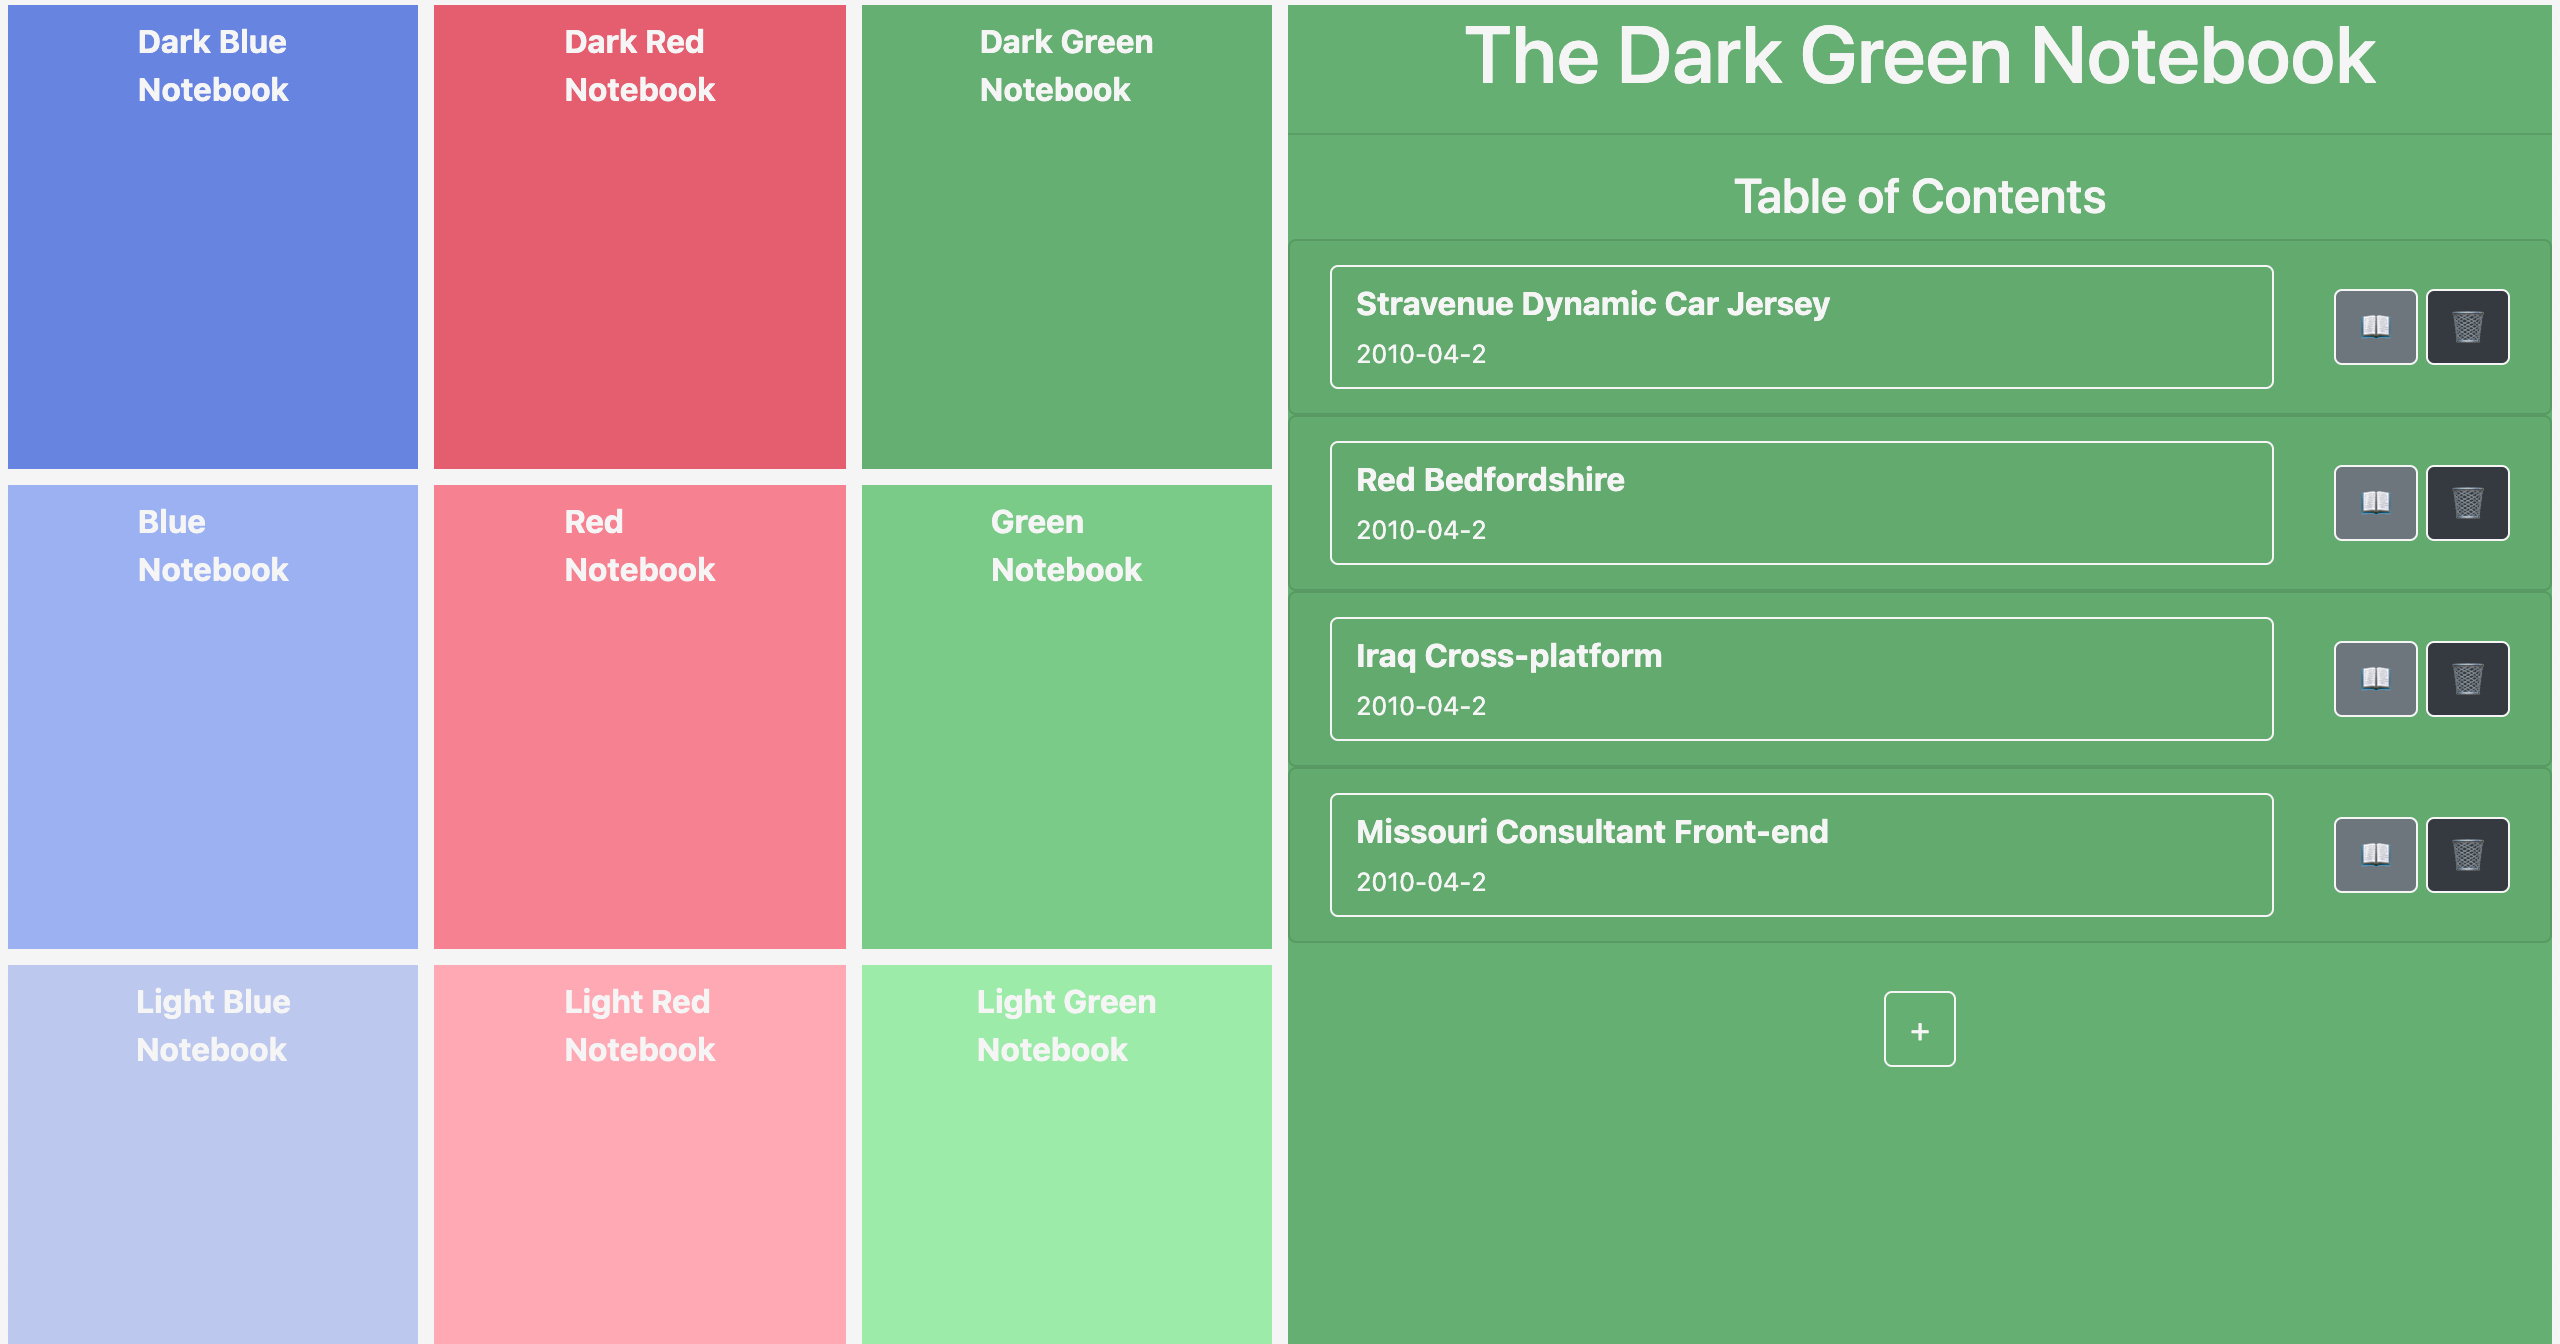 Dark Blue
Notebook
Dark Red
Notebook
Dark Green
Notebook
Blue
Notebook
Red
Notebook
Green
Notebook
Light Blue
Notebook
Light Red
Notebook
Light Green
Notebook
The Dark Green Notebook
Table of Contents
Stravenue Dynamic Car Jersey
2010-04-2
Red Bedfordshire
2010-04-2
Iraq Cross-platform
2010-04-2
Missouri Consultant Front-end
2010-04-2
+